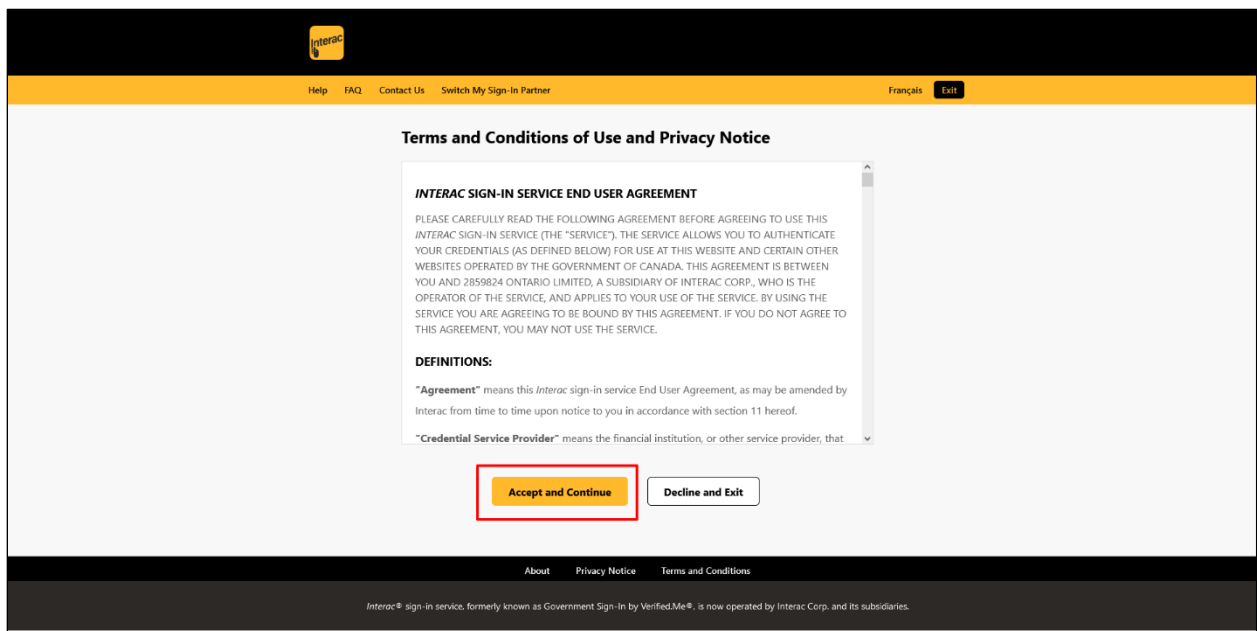 Interac
Help FAQ Contact Us Switch My Sign-In Partner Français Exit
Terms and Conditions of Use and Privacy Notice
INTERAC SIGN-IN SERVICE END USER AGREEMENT
PLEASE CAREFULLY READ THE FOLLOWING AGREEMENT BEFORE AGREEING TO USE THIS
INTERAC SIGN-IN SERVICE (THE "SERVICE"). THE SERVICE ALLOWS YOU TO AUTHENTICATE
YOUR CREDENTIALS (AS DEFINED BELOW) FOR USE AT THIS WEBSITE AND CERTAIN OTHER
WEBSITES OPERATED BY THE GOVERNMENT OF CANADA. THIS AGREEMENT IS BETWEEN
YOU AND 2859824 ONTARIO LIMITED, A SUBSIDIARY OF INTERAC CORP., WHO IS THE
OPERATOR OF THE SERVICE, AND APPLIES TO YOUR USE OF THE SERVICE. BY USING THE
SERVICE YOU ARE AGREEING TO BE BOUND BY THIS AGREEMENT. IF YOU DO NOT AGREE TO
THIS AGREEMENT, YOU MAY NOT USE THE SERVICE.
DEFINITIONS:
"Agreement" means this Interac sign-in service End User Agreement, as may be amended by
Interac from time to time upon notice to you in accordance with section 11 hereof.
"Credential Service Provider" means the financial institution, or other service provider, that
Accept and Continue Decline and Exit
About Privacy Notice Terms and Conditions
Interac® sign-in service, formerly known as Government Sign-In by Verified.Me®, is now operated by Interac Corp. and its subsidiaries.